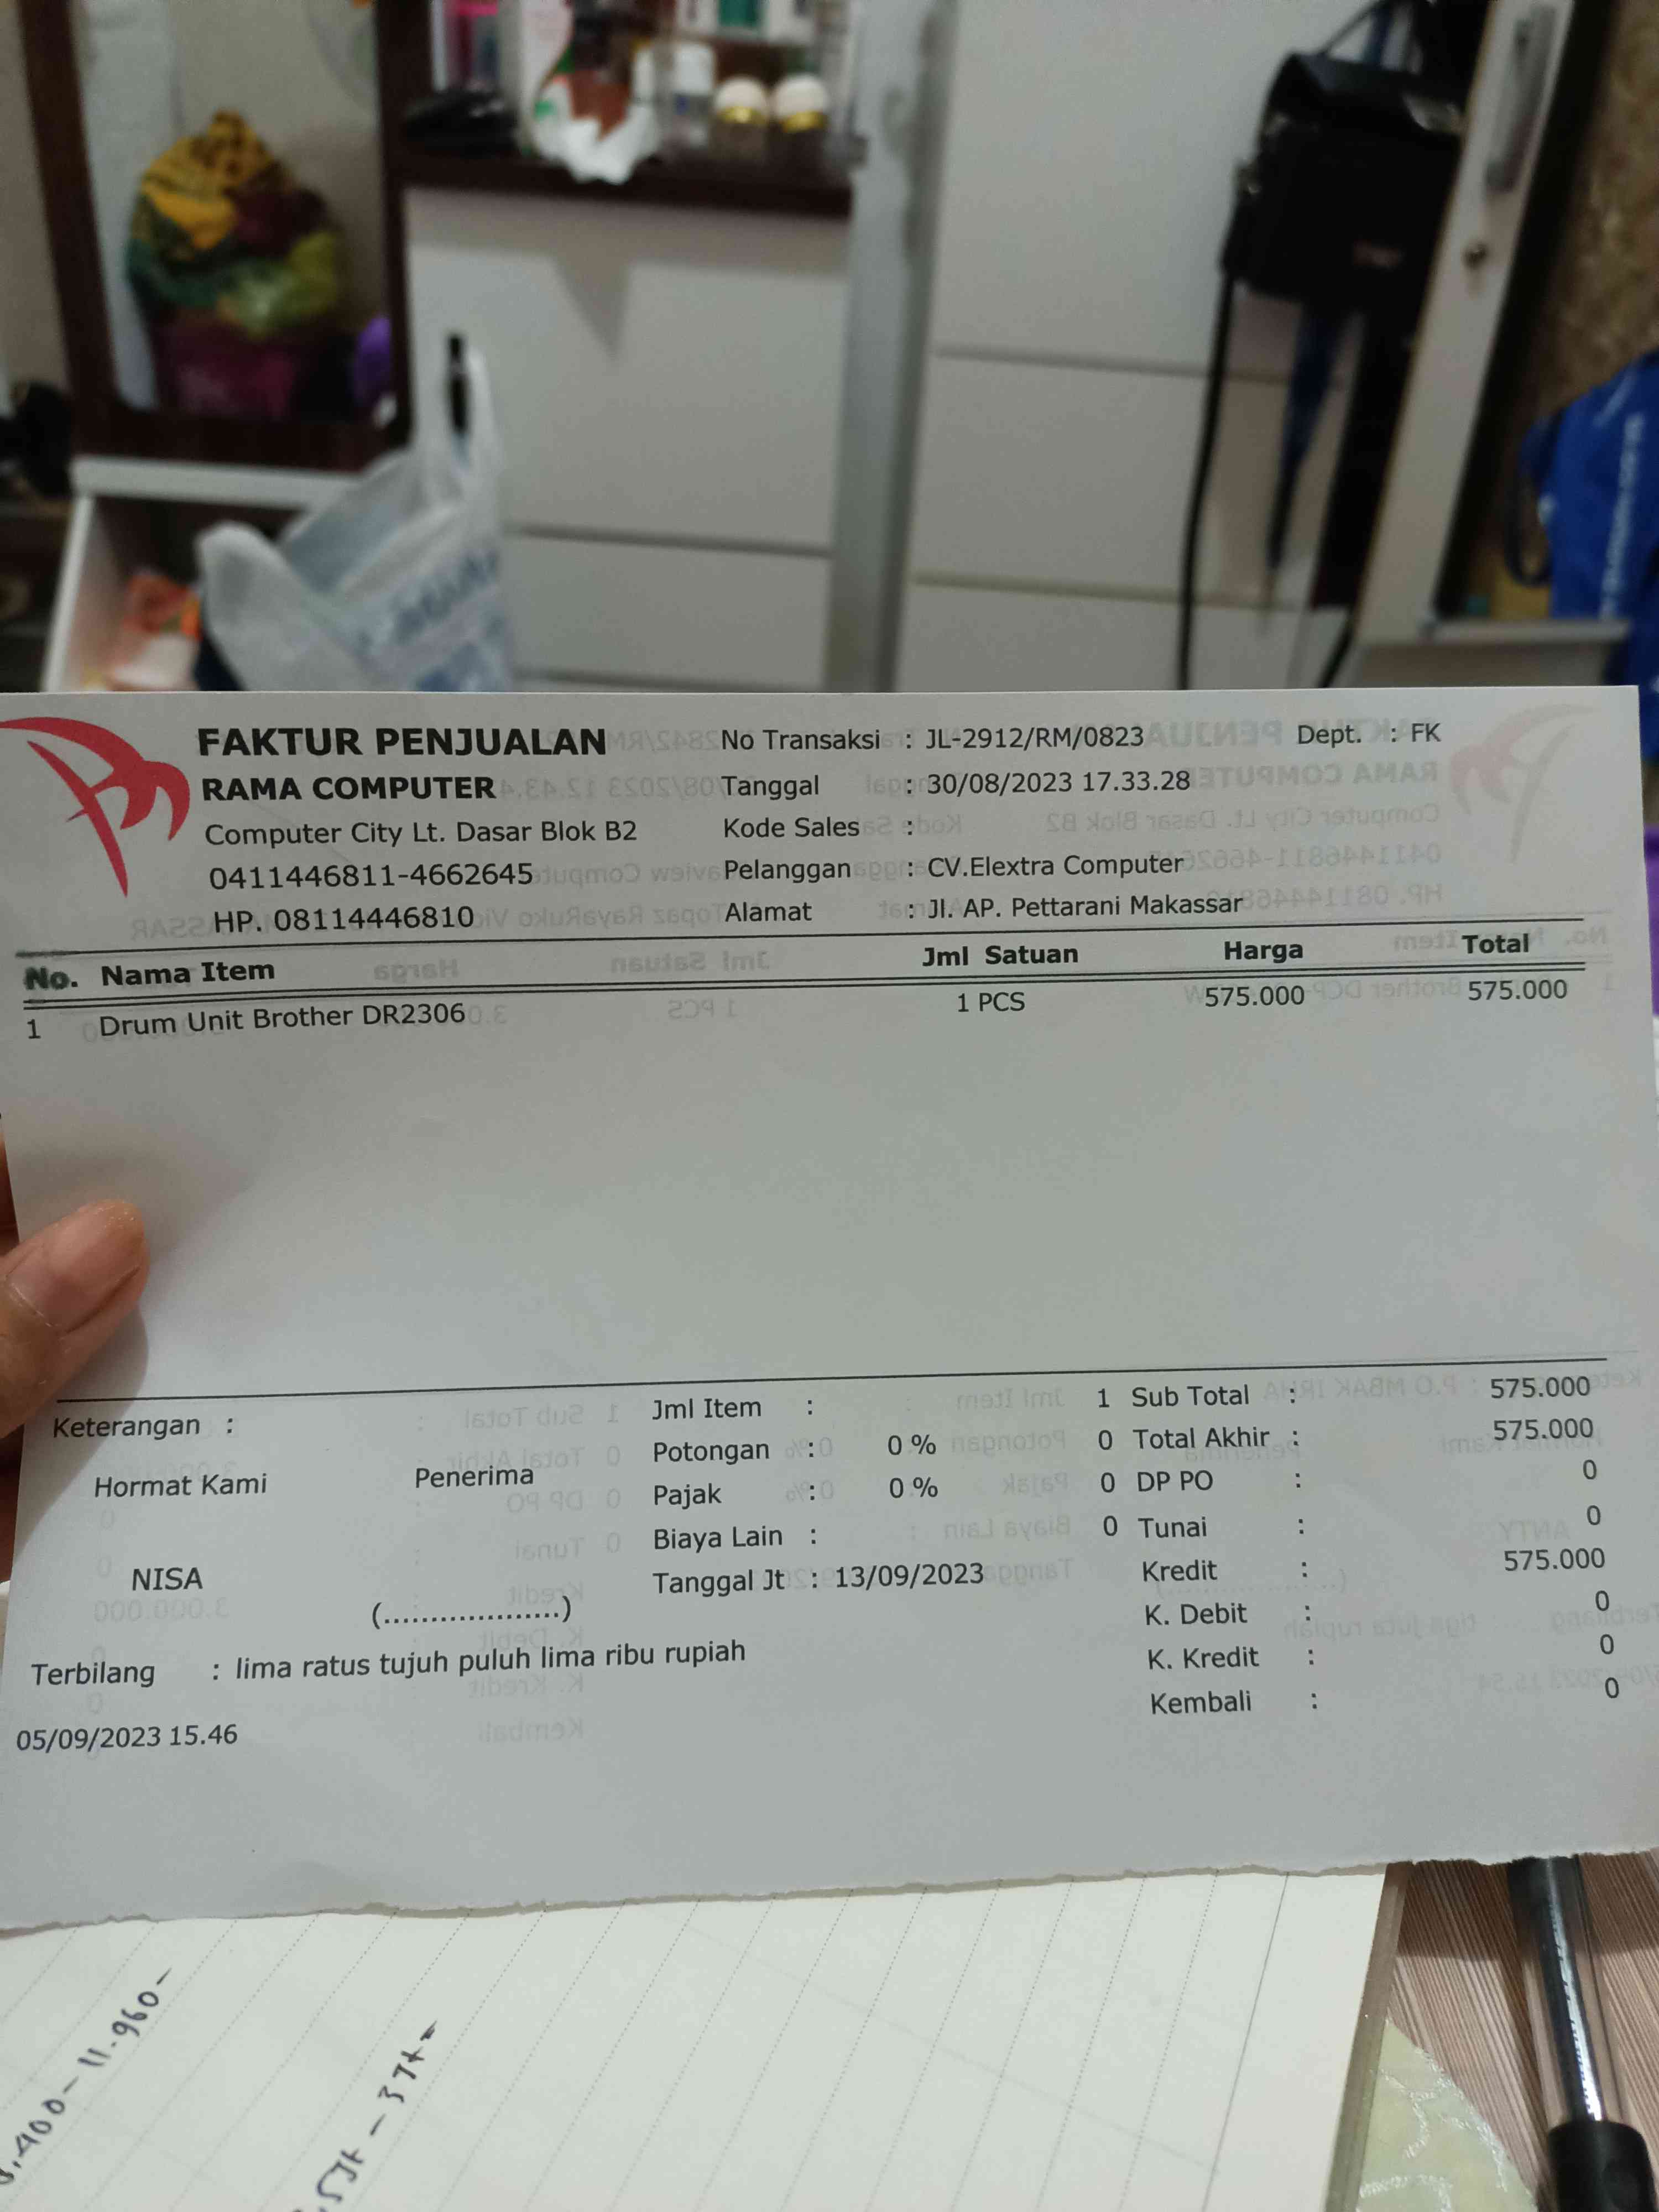 FAKTUR PENJUALAN
RAMA COMPUTER
Computer City Lt. Dasar Blok B2
0411446811-4662645
HP. 08114446810
No Transaksi : JL-2912/RM/0823 Dept. : FK
Tanggal : 30/08/2023 17.33.28
Kode Sales :
Pelanggan : CV.Elextra Computer
Alamat : Jl. AP. Pettarani Makassar
No. Nama Item Jml Satuan Harga Total
1 Drum Unit Brother DR2306 1 PCS 575.000 575.000
Keterangan :
Hormat Kami Penerima
NISA
(....................)
Jml Item : 1
Potongan : 0 % 0
Pajak : 0 % 0
Biaya Lain : 0
Tanggal Jt : 13/09/2023
Sub Total : 575.000
Total Akhir : 575.000
DP PO : 0
Tunai : 0
Kredit : 575.000
K. Debit : 0
K. Kredit : 0
Kembali : 0
Terbilang : lima ratus tujuh puluh lima ribu rupiah
05/09/2023 15.46
400 - 11.960 -